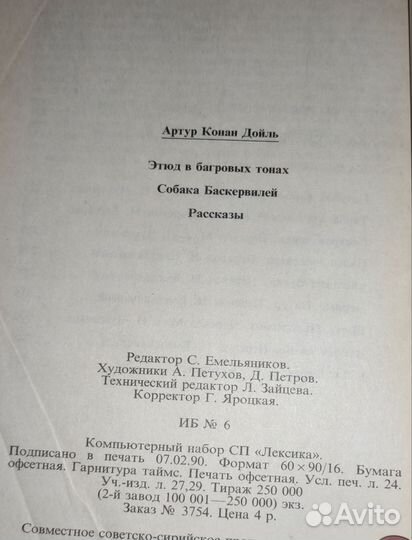 Артур Конан Дойль
Этюд в багровых тонах
Собака Баскервилей
Рассказы
Редактор С. Емельяников.
Художники А. Петухов, Д. Петров.
Технический редактор Л. Зайцева.
Корректор Г. Яроцкая.
ИБ № 6
Компьютерный набор СП «Лексика».
Подписано в печать 07.02.90. Формат 60×90/16. Бумага
офсетная. Гарнитура таймс. Печать офсетная. Усл. печ. л. 24.
Уч.-изд. л. 27,29. Тираж 250 000
(2-й завод 100 001—250 000) экз.
Заказ № 3754. Цена 4 р.
Совместное советско-сирийское
Avito